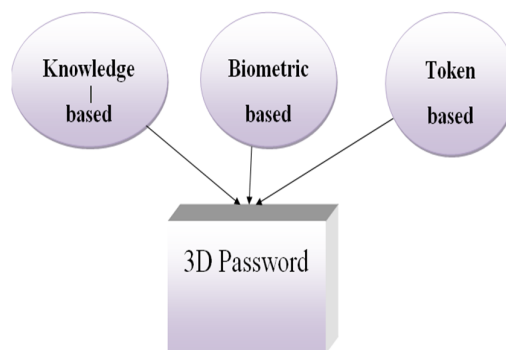 Knowledge
based
Biometric
based
Token
based
3D Password